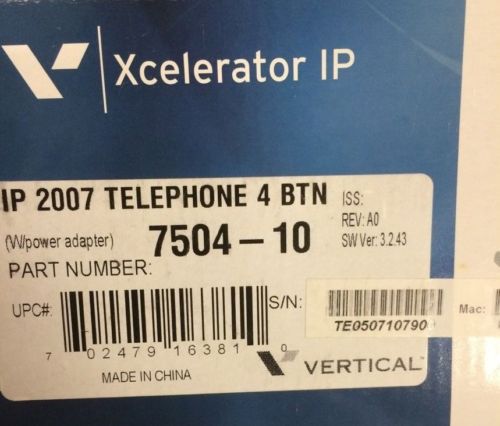 Xcelerator IP
IP 2007 TELEPHONE 4 BTN
ISS:
(W/power adapter) 7504-10
REV: A0
SW Ver: 3.2.43
PART NUMBER:
UPC#:
S/N:
Mac:
TE050710790
7 02479 16381 0
MADE IN CHINA
VERTICAL